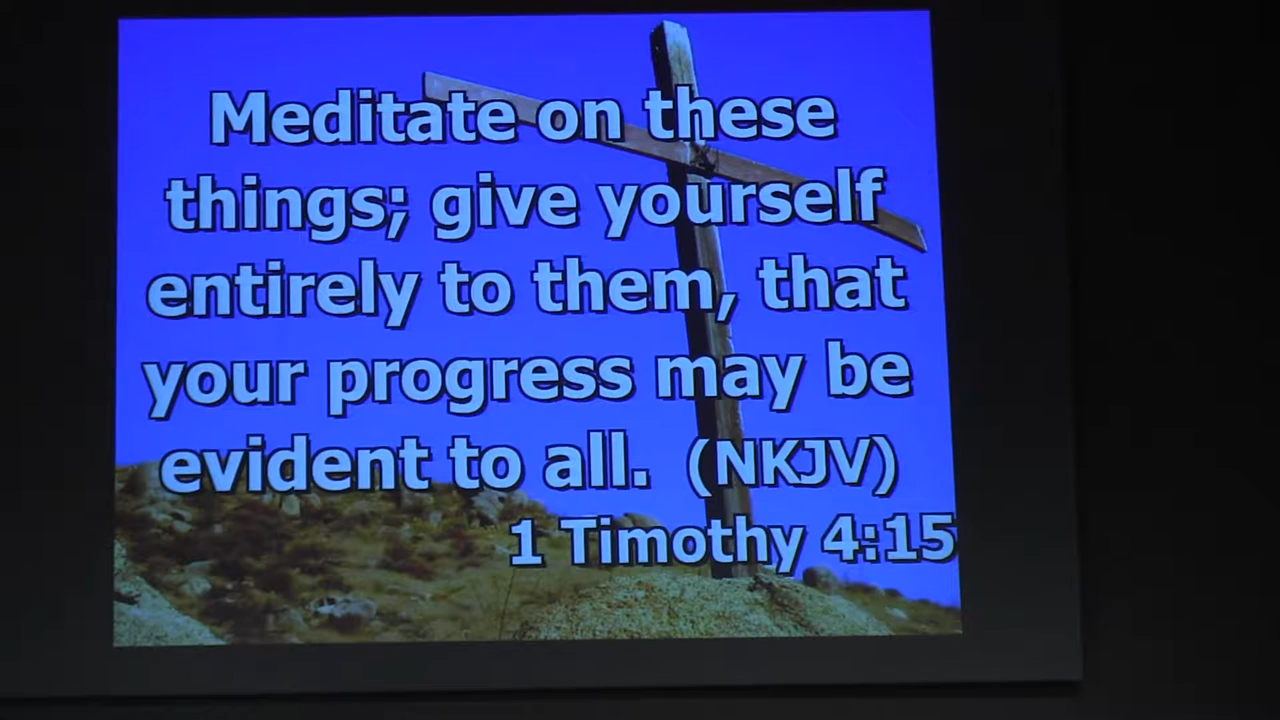 Meditate on these
things; give yourself
entirely to them, that
your progress may be
evident to all. (NKJV)
1 Timothy 4:15